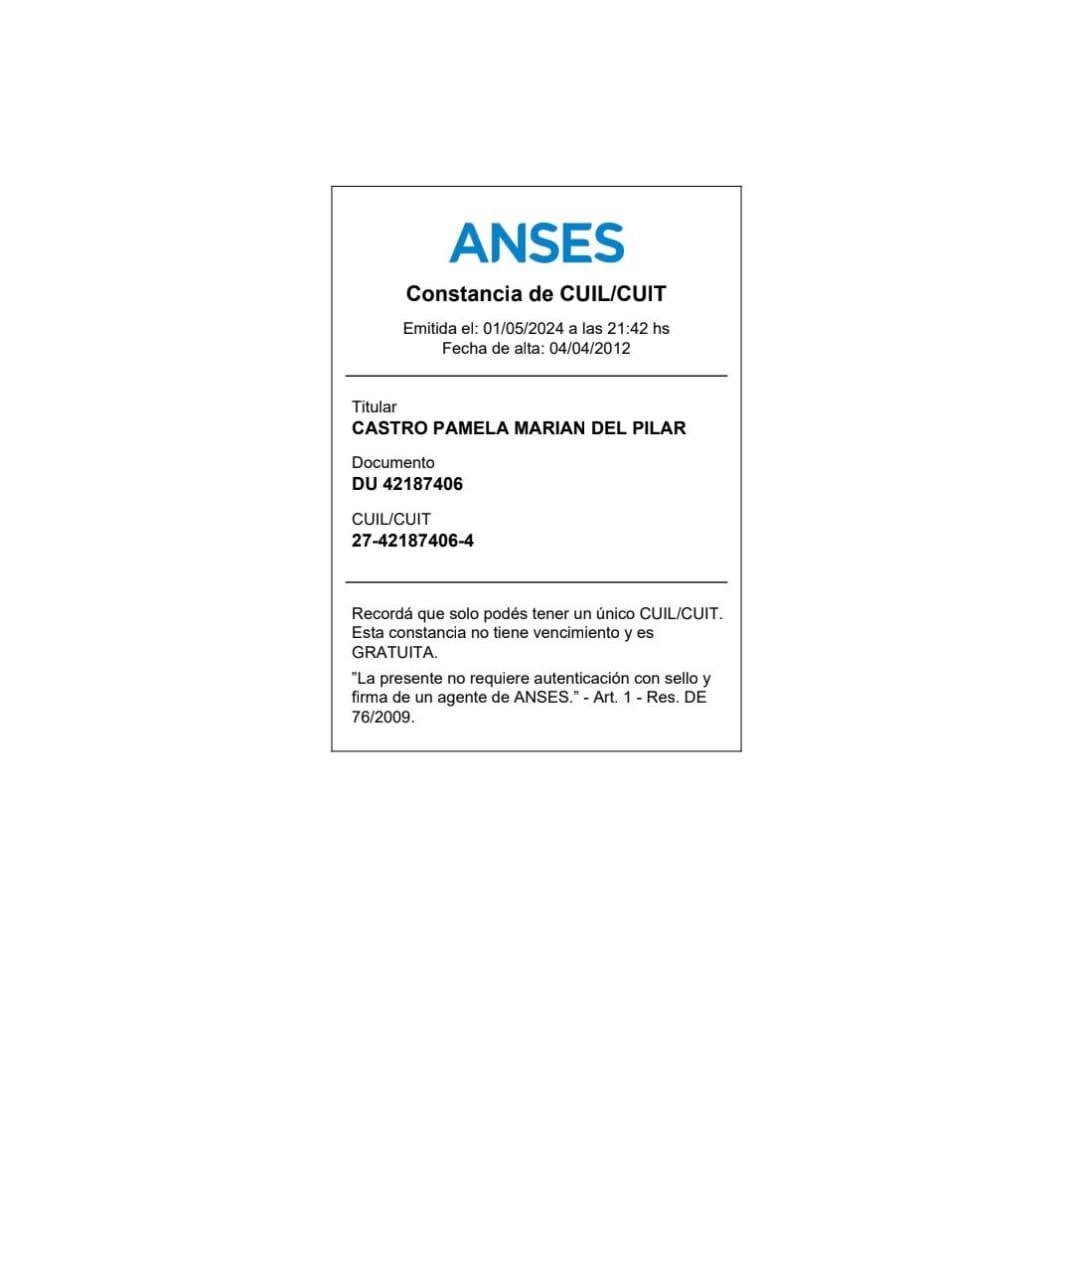 ANSES
Constancia de CUIL/CUIT
Emitida el: 01/05/2024 a las 21:42 hs
Fecha de alta: 04/04/2012
Titular
CASTRO PAMELA MARIAN DEL PILAR
Documento
DU 42187406
CUIL/CUIT
27-42187406-4
Recordá que solo podés tener un único CUIL/CUIT.
Esta constancia no tiene vencimiento y es
GRATUITA.
"La presente no requiere autenticación con sello y
firma de un agente de ANSES." - Art. 1 - Res. DE
76/2009.